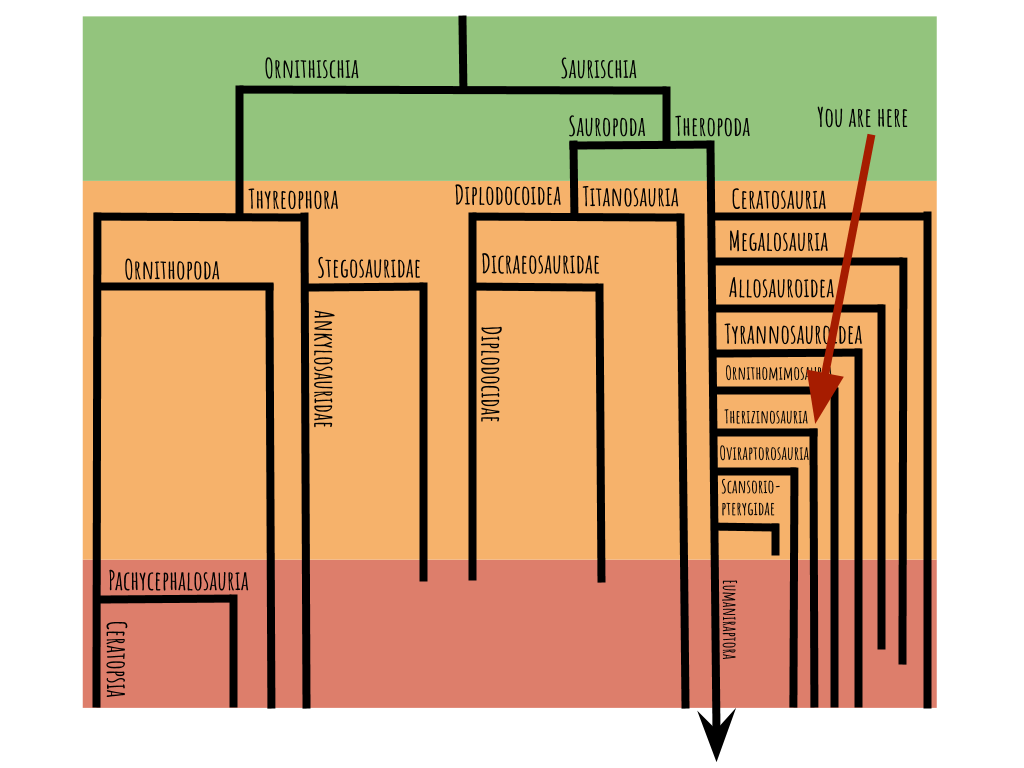 Ornithischia
Saurischia
You are here
Sauropoda
Theropoda
Thyreophora
Diplodocoidea
Titanosauria
Ceratosauria
Megalosauria
Ornithopoda
Stegosauridae
Dicraeosauridae
Allosauroidea
Ankylosauridae
Diplodocidae
Tyrannosauroidea
Ornithomimosauria
Therizinosauria
Oviraptorosauria
Scansorio-
pterygidae
Pachycephalosauria
Ceratopsia
Eumaniraptora